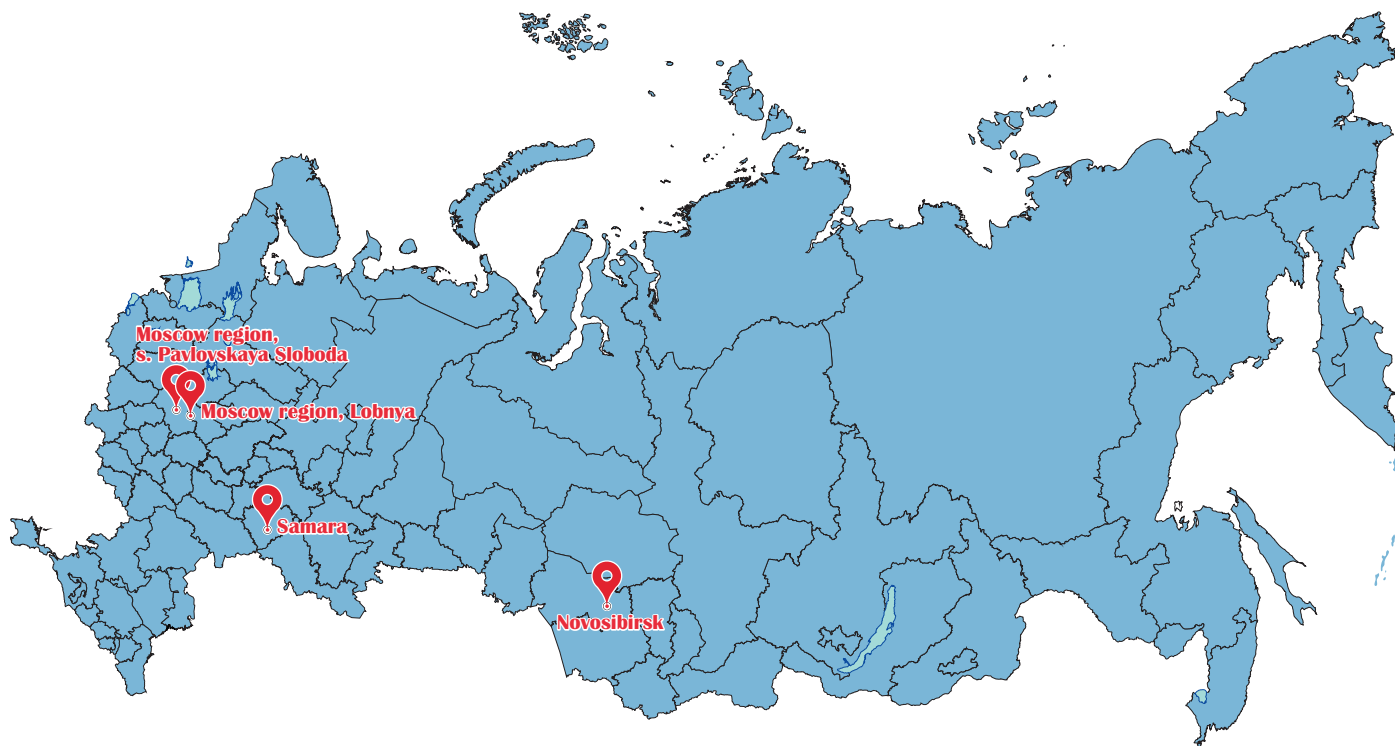 Moscow region,
s. Pavlovskaya Sloboda
Moscow region, Lobnya
Samara
Novosibirsk